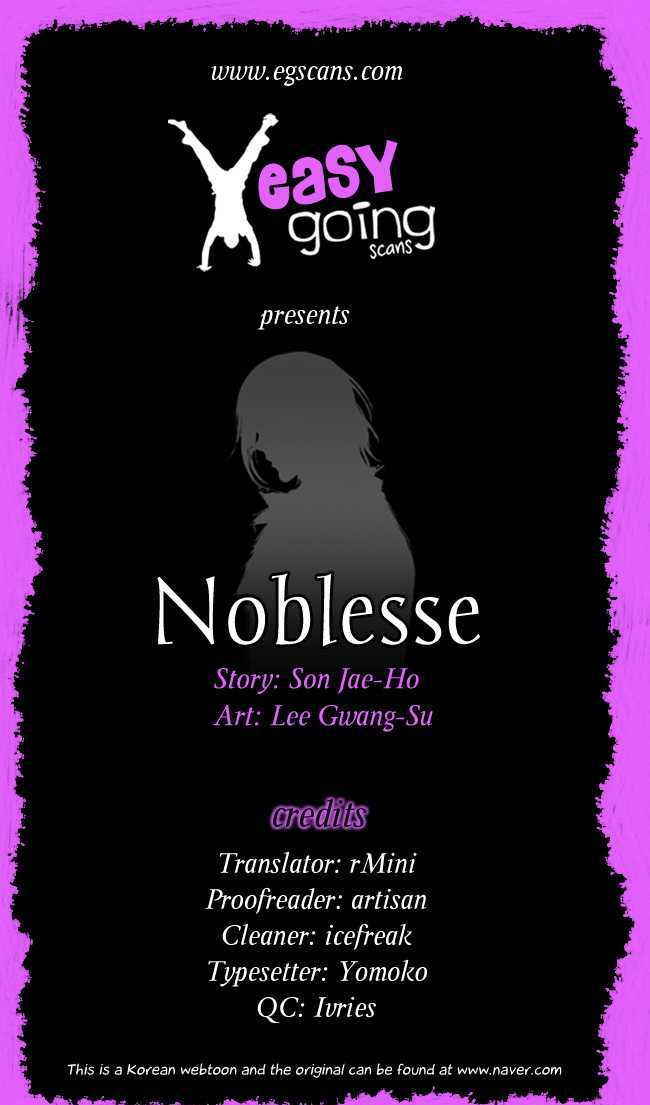 www.egscans.com
easy
going
scans
presents
Noblesse
Story: Son Jae-Ho
Art: Lee Gwang-Su
credits
Translator: rMini
Proofreader: artisan
Cleaner: icefreak
Typesetter: Yomoko
QC: Ivries
This is a Korean webtoon and the original can be found at www.naver.com